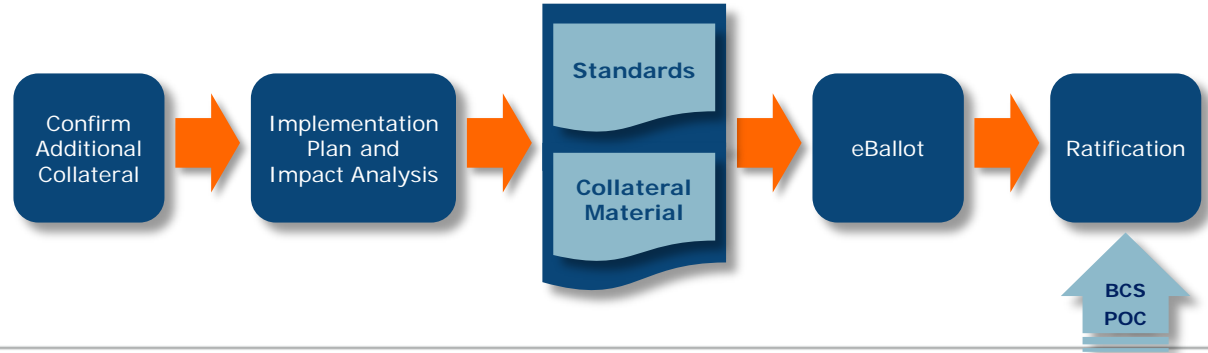 Confirm
Additional
Collateral
Implementation
Plan and
Impact Analysis
Standards
Collateral
Material
eBallot
Ratification
BCS
POC